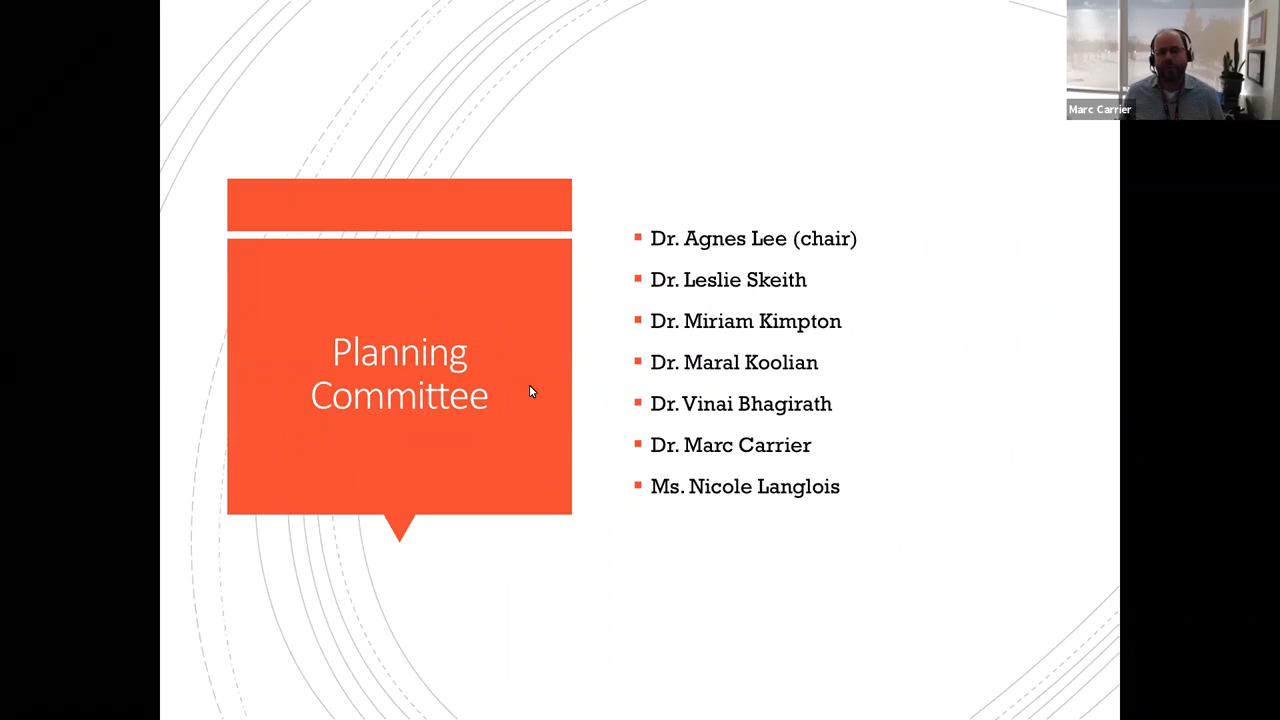 Marc Carrier
Planning
Committee
Dr. Agnes Lee (chair)
Dr. Leslie Skeith
Dr. Miriam Kimpton
Dr. Maral Koolian
Dr. Vinai Bhagirath
Dr. Marc Carrier
Ms. Nicole Langlois